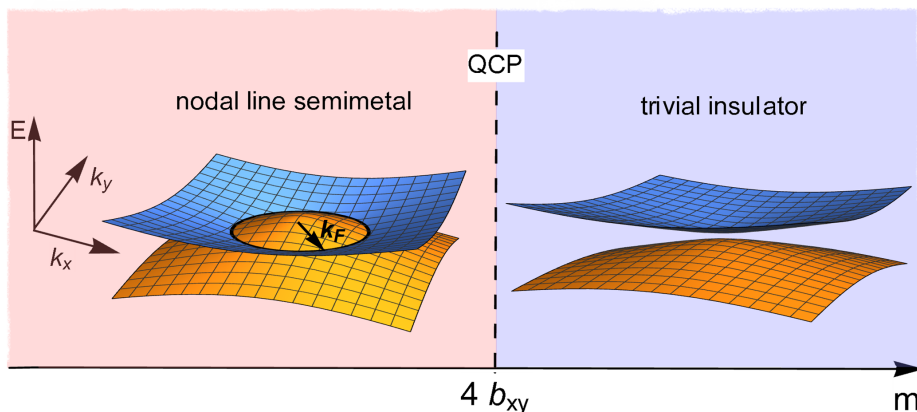 QCP
nodal line semimetal
trivial insulator
E
k_y
k_F
k_x
4 b_xy
m